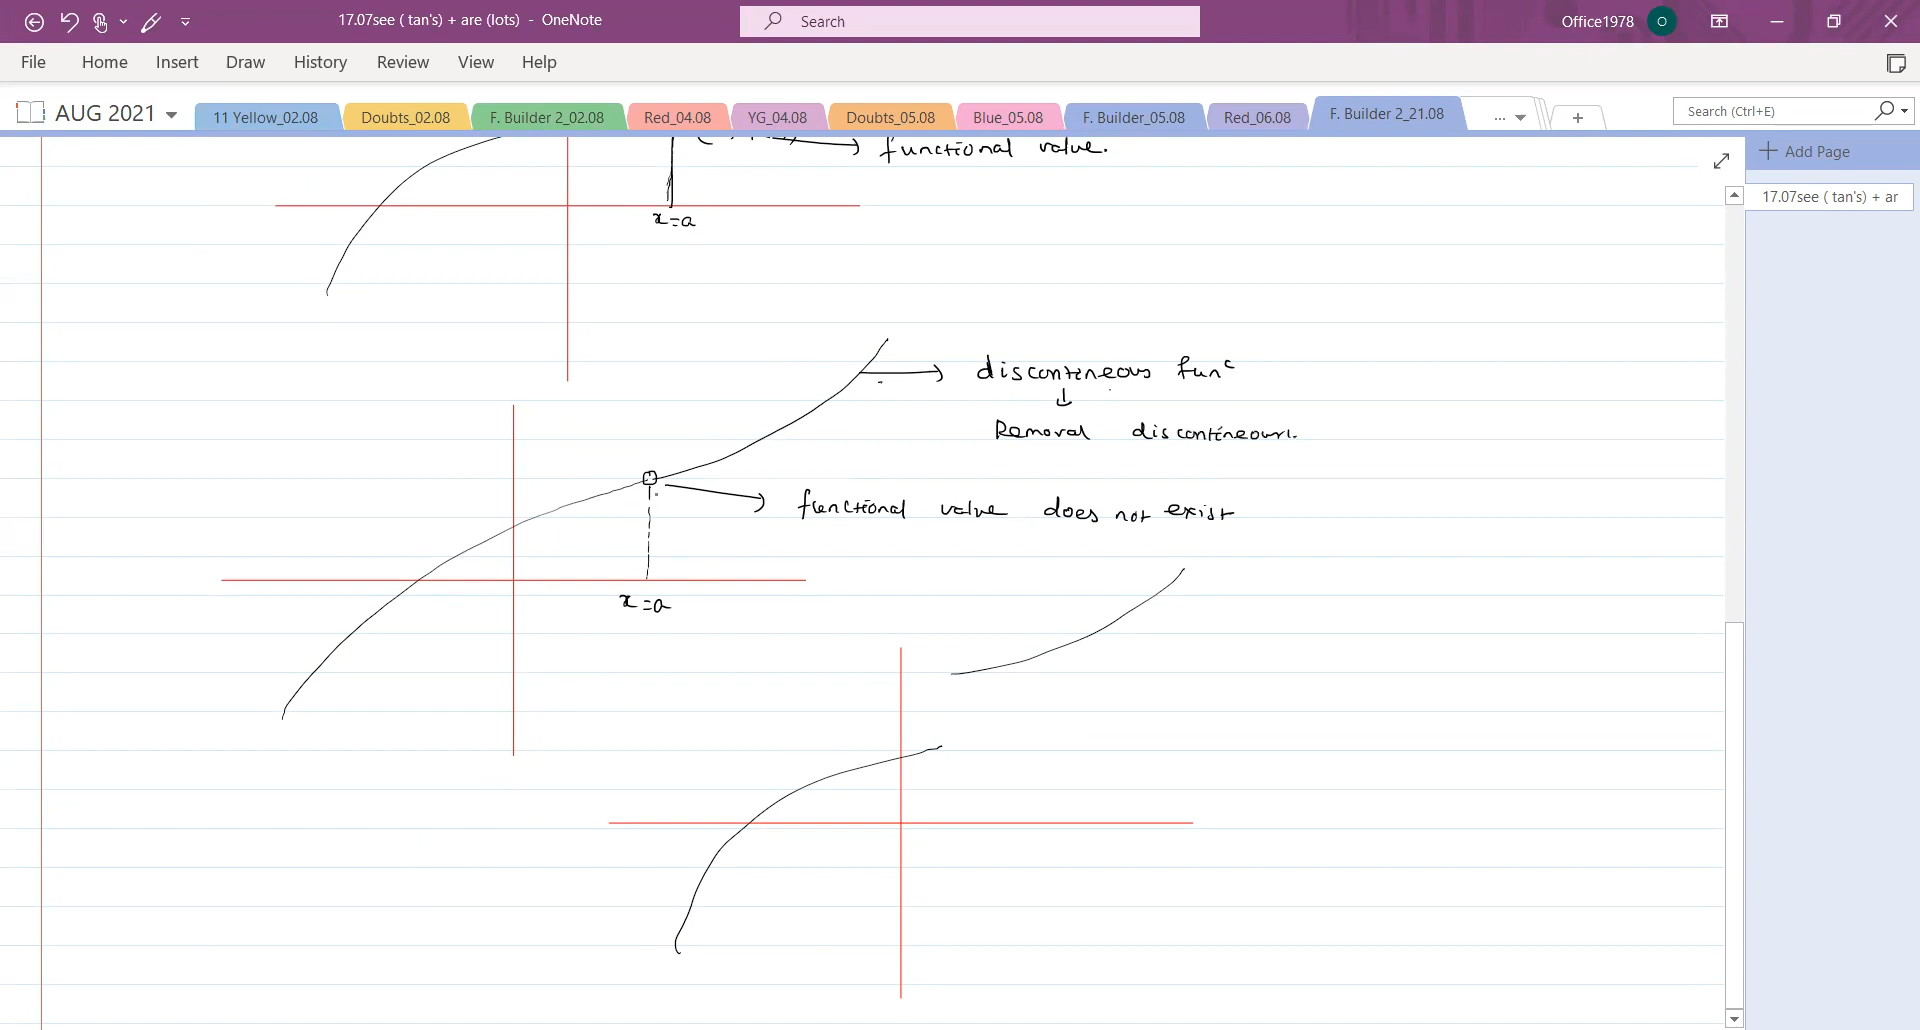 17.07see ( tan's) + are (lots) - OneNote
Search
Office1978
O
File Home Insert Draw History Review View Help
AUG 2021
11 Yellow_02.08
Doubts_02.08
F. Builder 2_02.08
Red_04.08
YG_04.08
Doubts_05.08
Blue_05.08
F. Builder_05.08
Red_06.08
F. Builder 2_21.08
...
Search (Ctrl+E)
Add Page
17.07see ( tan's) + ar
functional value.
x=a
discontineous func
Removal discontineous.
functional value does not exist
x=a